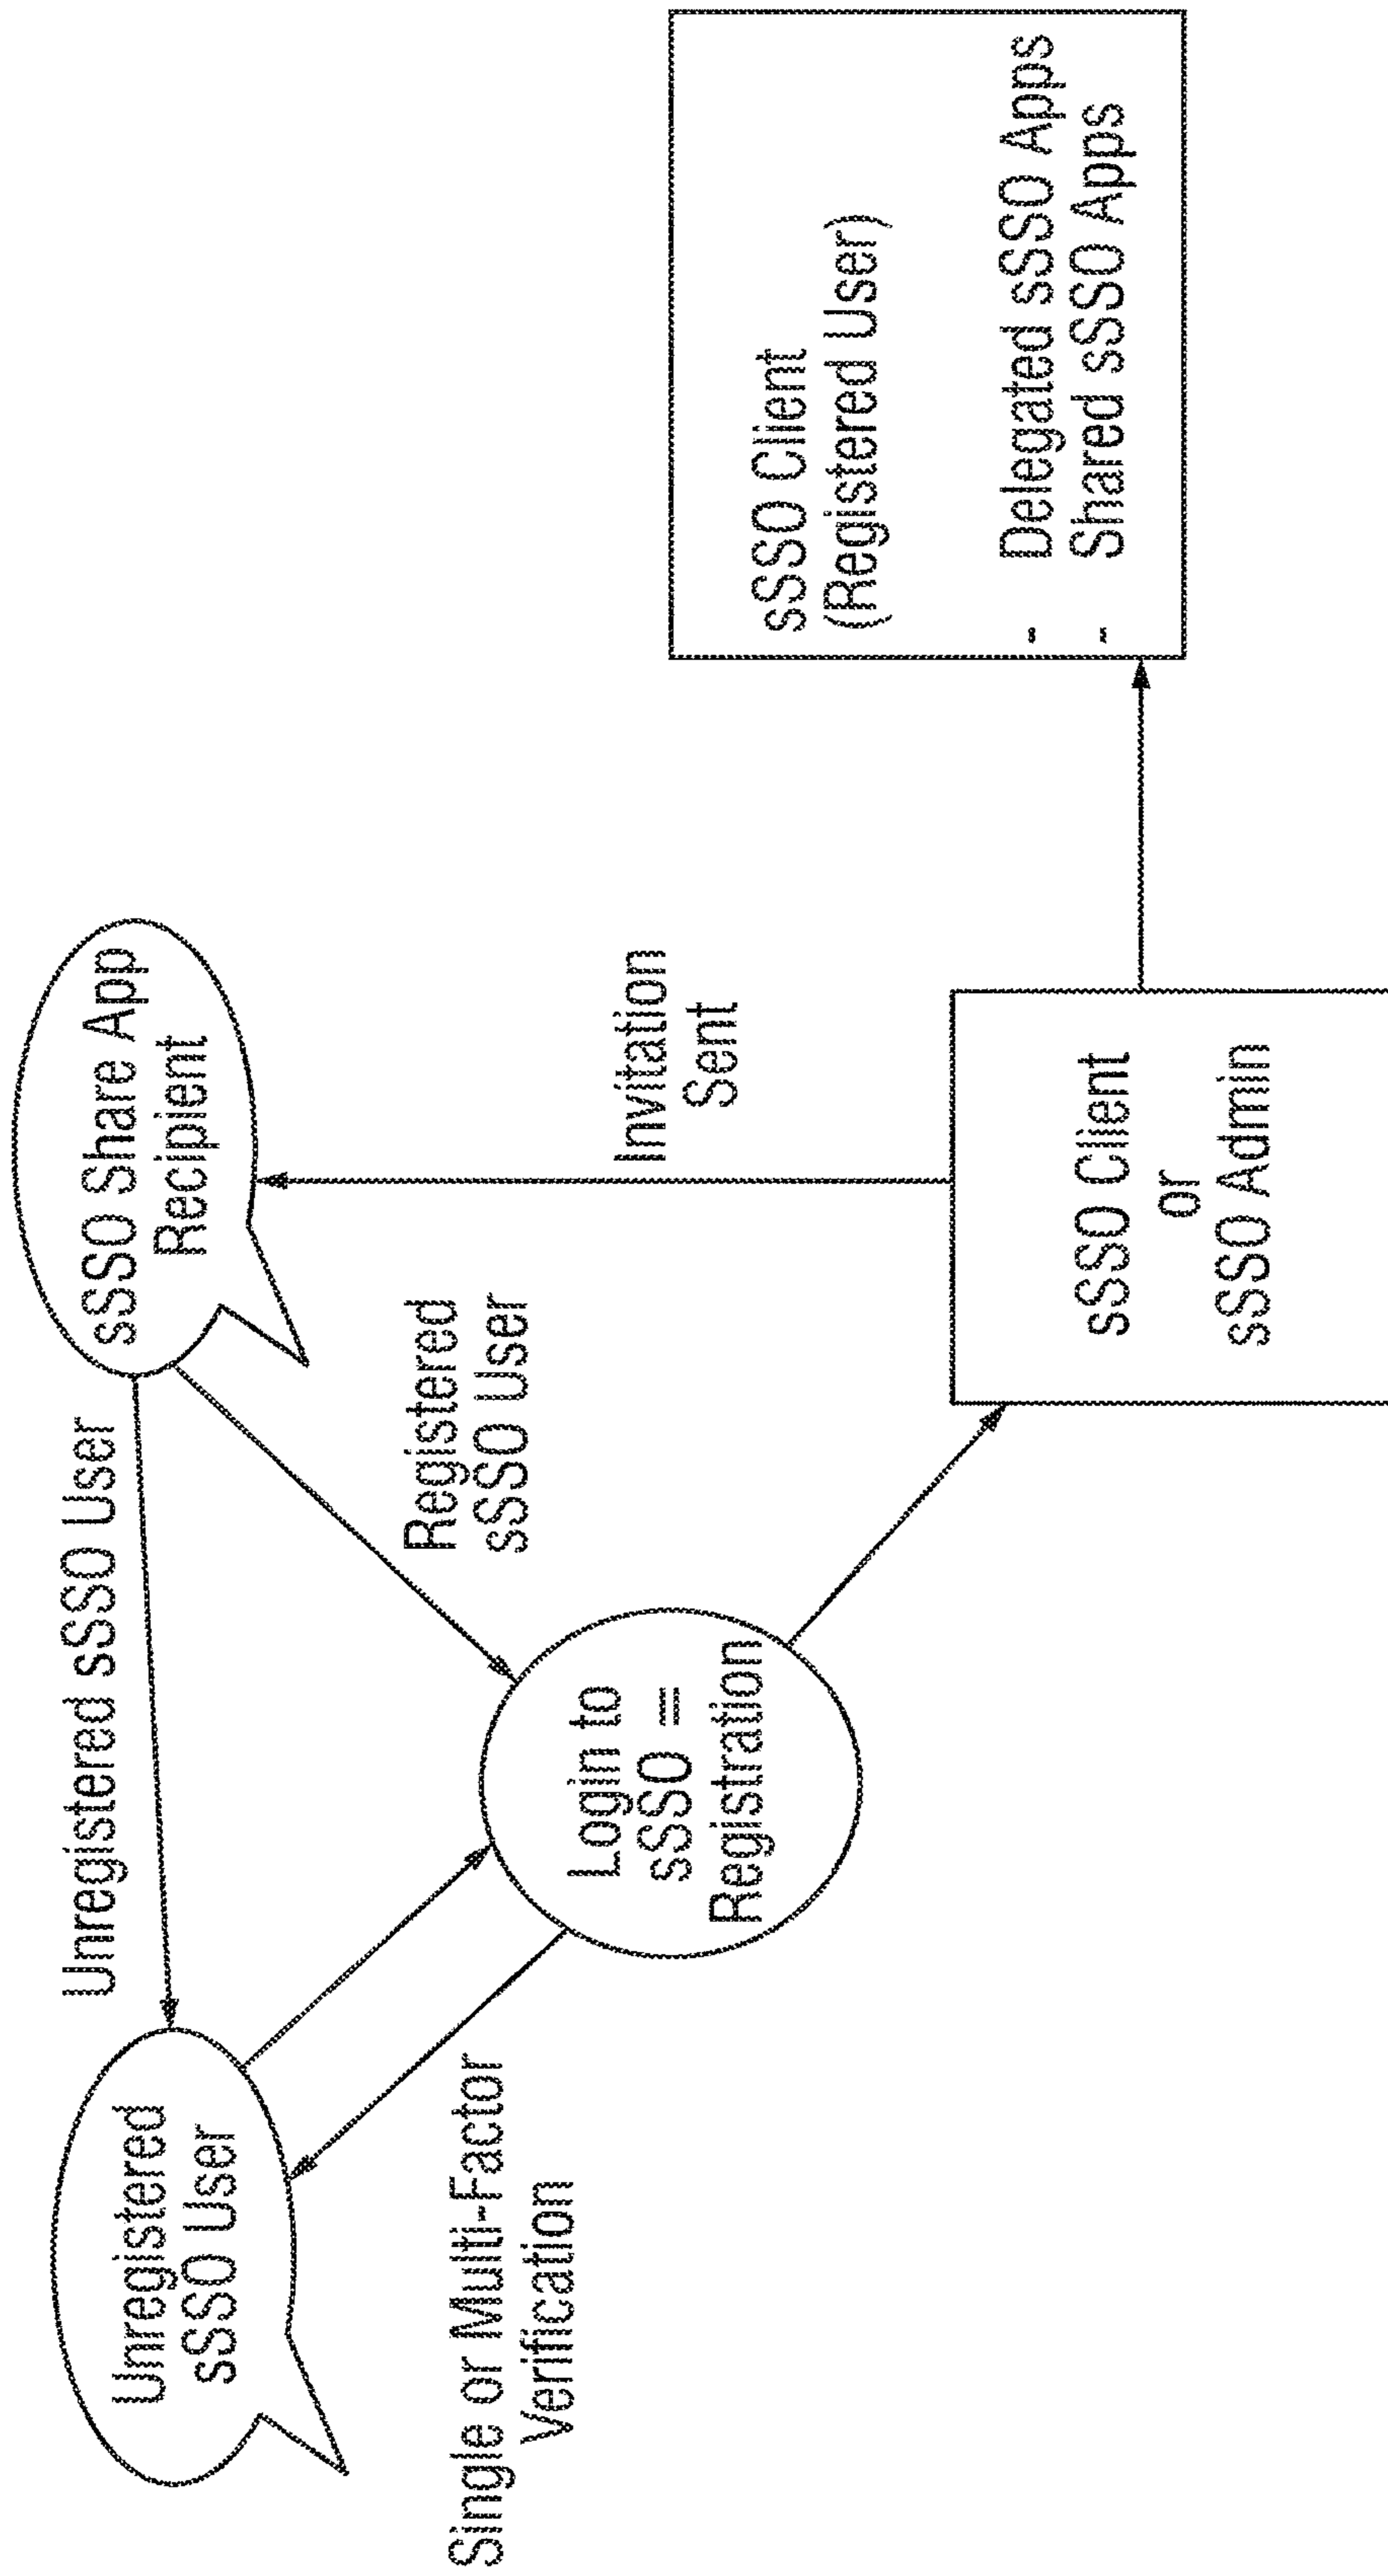 Unregistered
sSSO User
Unregistered sSSO User
sSSO Share App
Recipient
Single or Multi-Factor
Verification
Login to
sSSO =
Registration
Registered
sSSO User
Invitation
Sent
sSSO Client
or
sSSO Admin
sSSO Client
(Registered User)
- Delegated sSSO Apps
- Shared sSSO Apps